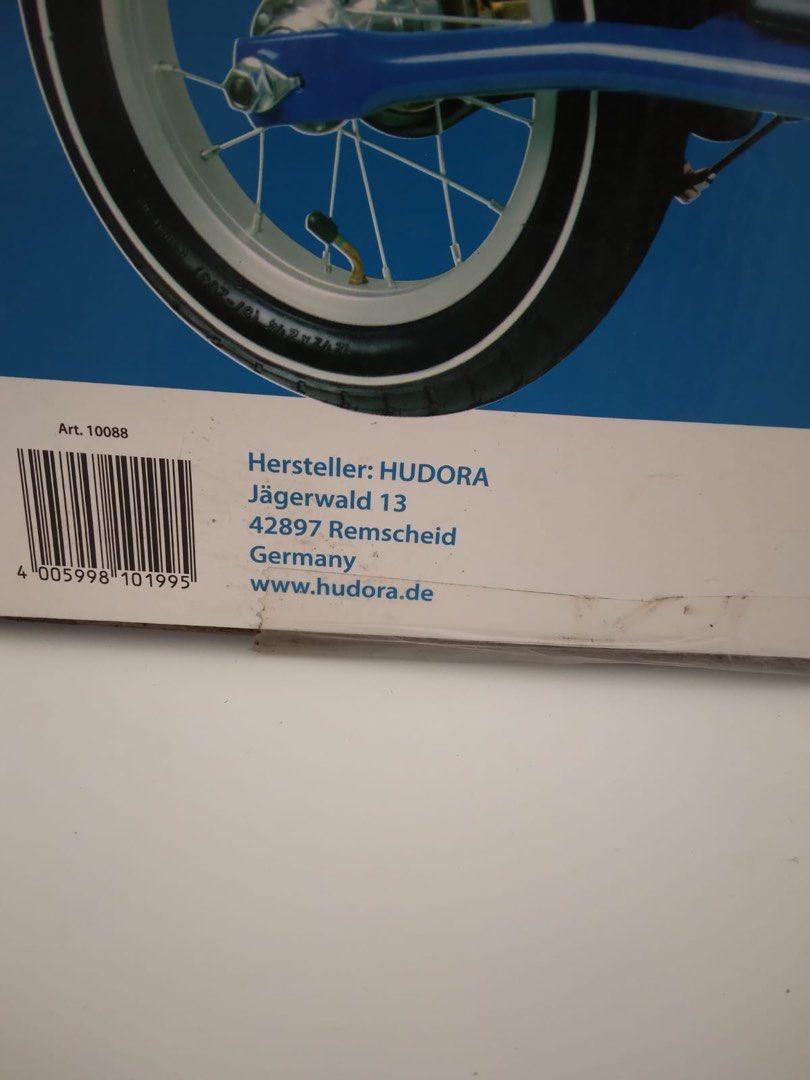 Art. 10088
4 005998 101995
Hersteller: HUDORA
Jägerwald 13
42897 Remscheid
Germany
www.hudora.de